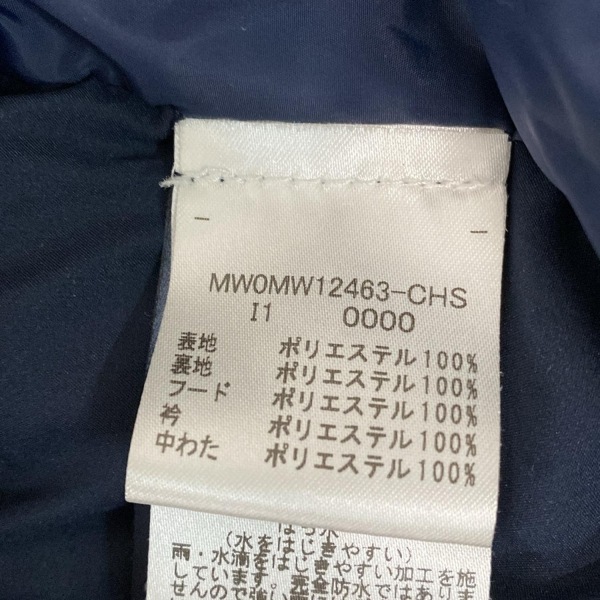 MW0MW12463-CHS
I1 0000
表地 ポリエステル100%
裏地 ポリエステル100%
フード ポリエステル100%
衿 ポリエステル100%
中わた ポリエステル100%
はっ水
(水をはじきやすい)
雨・水滴をはじきやすい加工を施
しています。完全防水ではありま
せんので強い